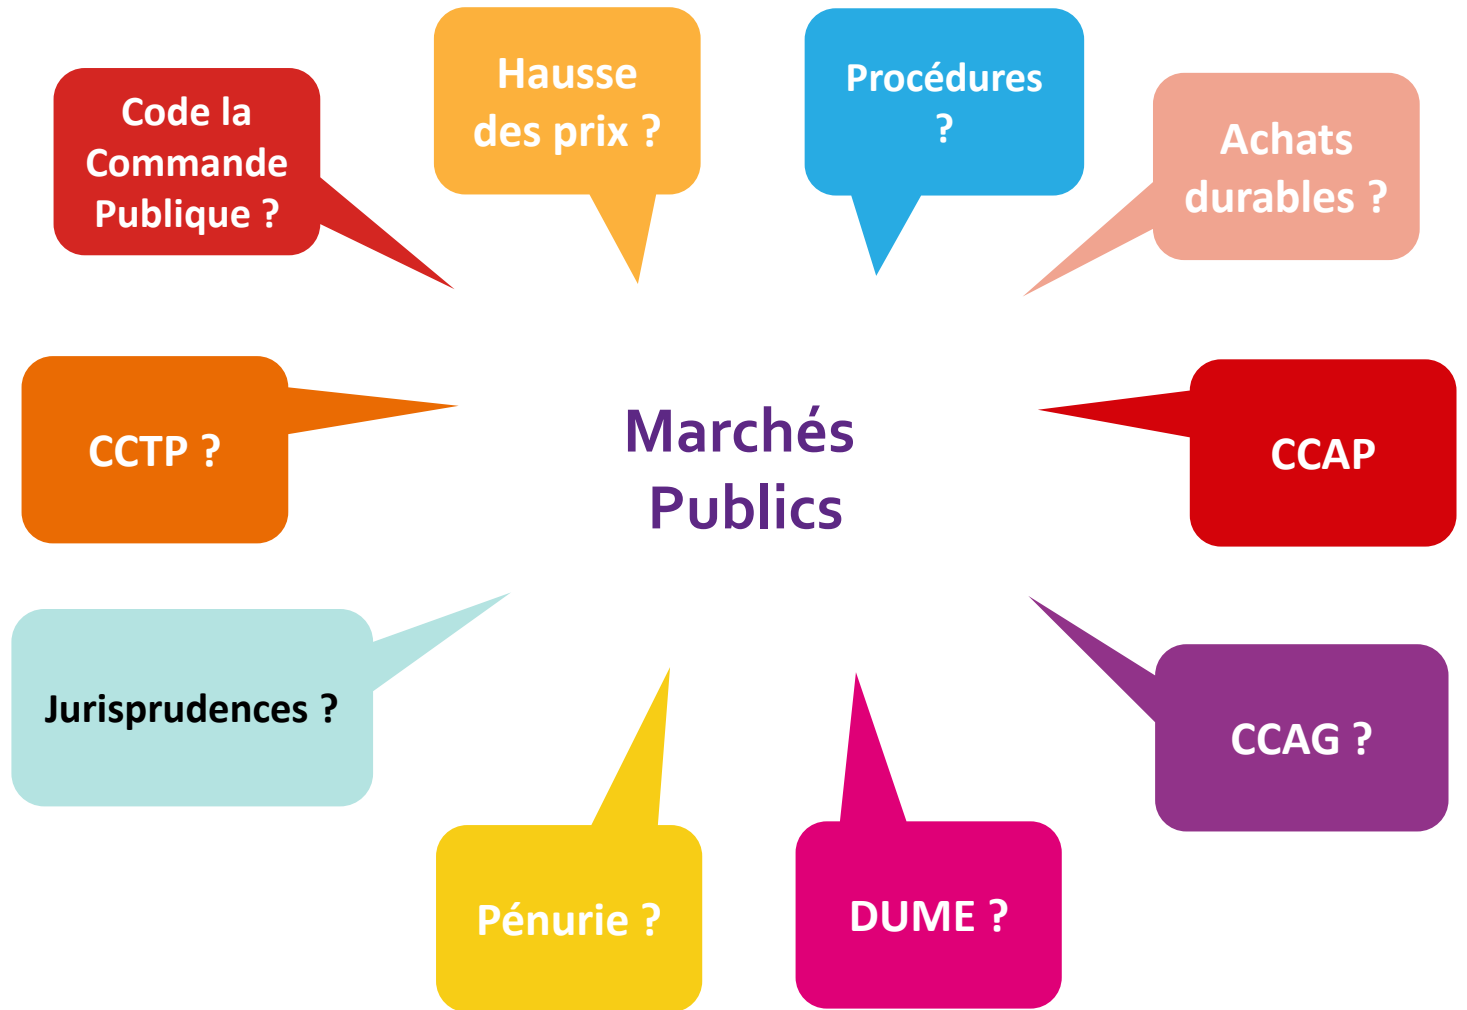 Code la
Commande
Publique ?
Hausse
des prix ?
Procédures
?
Achats
durables ?
CCTP ?
Marchés
Publics
CCAP
Jurisprudences ?
CCAG ?
Pénurie ?
DUME ?